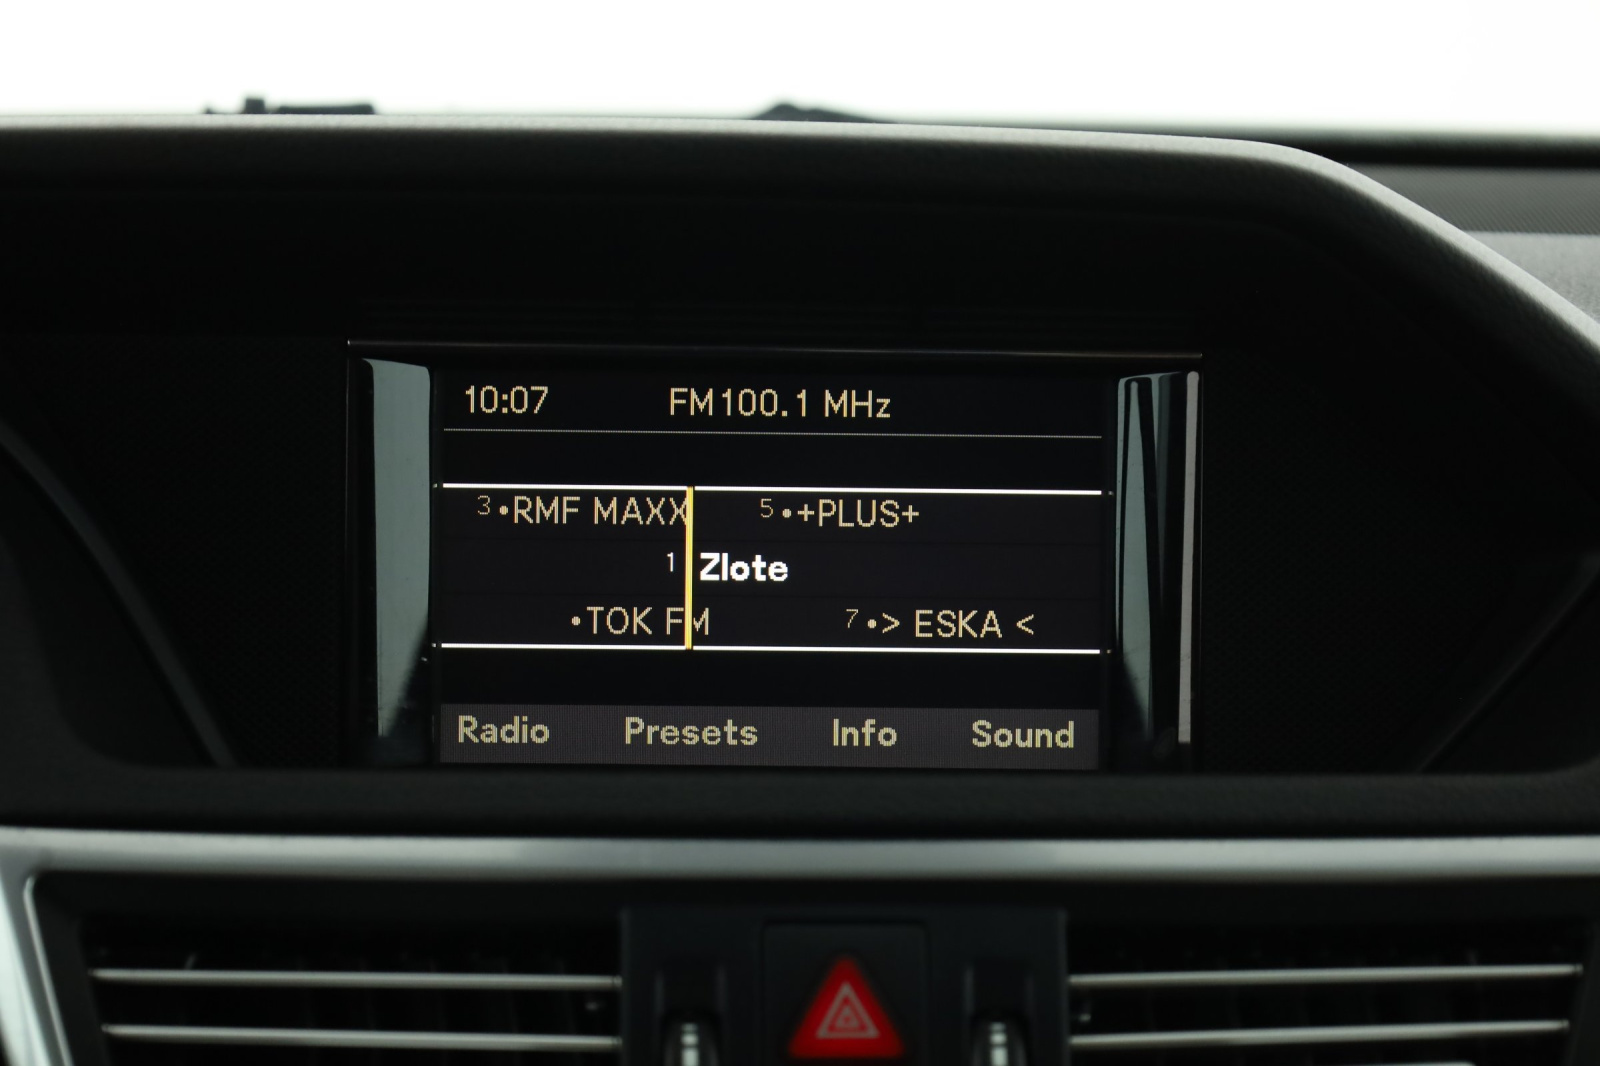 10:07 FM 100.1 MHz
3 •RMF MAXX 5 •+PLUS+
1 Zlote
•TOK FM 7 •> ESKA <
Radio Presets Info Sound